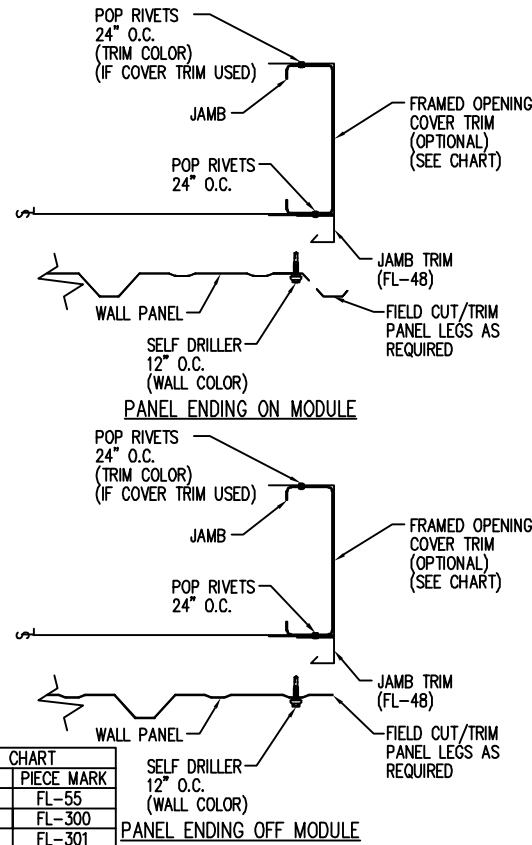 POP RIVETS
24" O.C.
(TRIM COLOR)
(IF COVER TRIM USED)
JAMB
FRAMED OPENING
COVER TRIM
(OPTIONAL)
(SEE CHART)
POP RIVETS
24" O.C.
JAMB TRIM
(FL-48)
WALL PANEL
FIELD CUT/TRIM
PANEL LEGS AS
REQUIRED
SELF DRILLER
12" O.C.
(WALL COLOR)
PANEL ENDING ON MODULE
POP RIVETS
24" O.C.
(TRIM COLOR)
(IF COVER TRIM USED)
JAMB
FRAMED OPENING
COVER TRIM
(OPTIONAL)
(SEE CHART)
POP RIVETS
24" O.C.
JAMB TRIM
(FL-48)
WALL PANEL
FIELD CUT/TRIM
PANEL LEGS AS
REQUIRED
SELF DRILLER
12" O.C.
(WALL COLOR)
PANEL ENDING OFF MODULE
CHART
PIECE MARK
FL-55
FL-300
FL-301